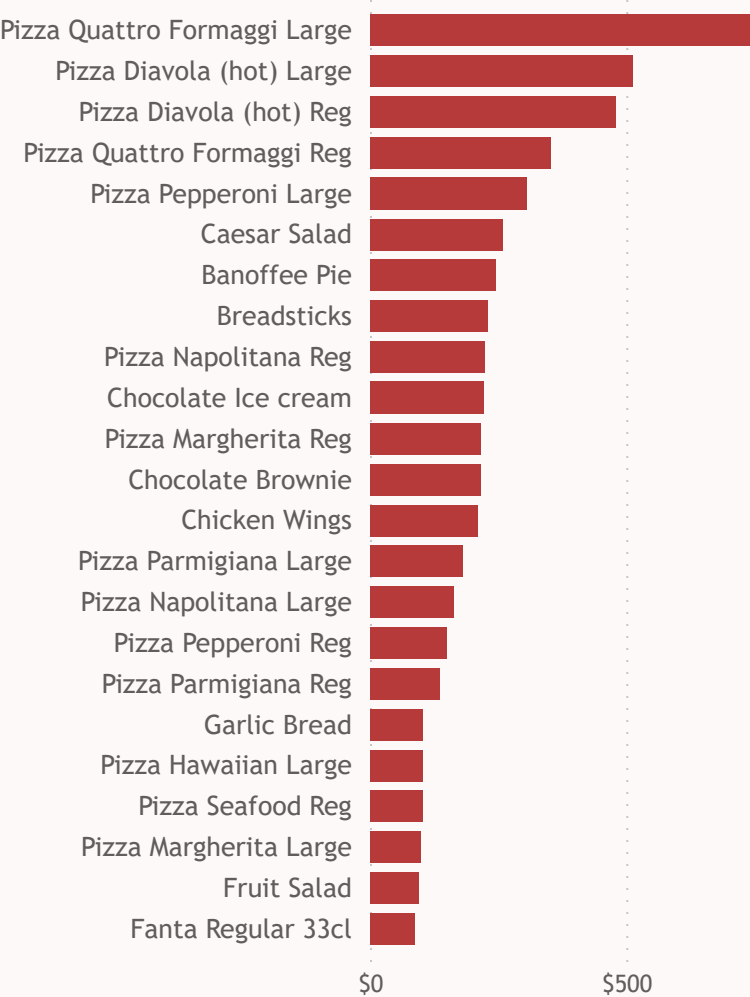 Pizza Quattro Formaggi Large
Pizza Diavola (hot) Large
Pizza Diavola (hot) Reg
Pizza Quattro Formaggi Reg
Pizza Pepperoni Large
Caesar Salad
Banoffee Pie
Breadsticks
Pizza Napolitana Reg
Chocolate Ice cream
Pizza Margherita Reg
Chocolate Brownie
Chicken Wings
Pizza Parmigiana Large
Pizza Napolitana Large
Pizza Pepperoni Reg
Pizza Parmigiana Reg
Garlic Bread
Pizza Hawaiian Large
Pizza Seafood Reg
Pizza Margherita Large
Fruit Salad
Fanta Regular 33cl
$0 $500